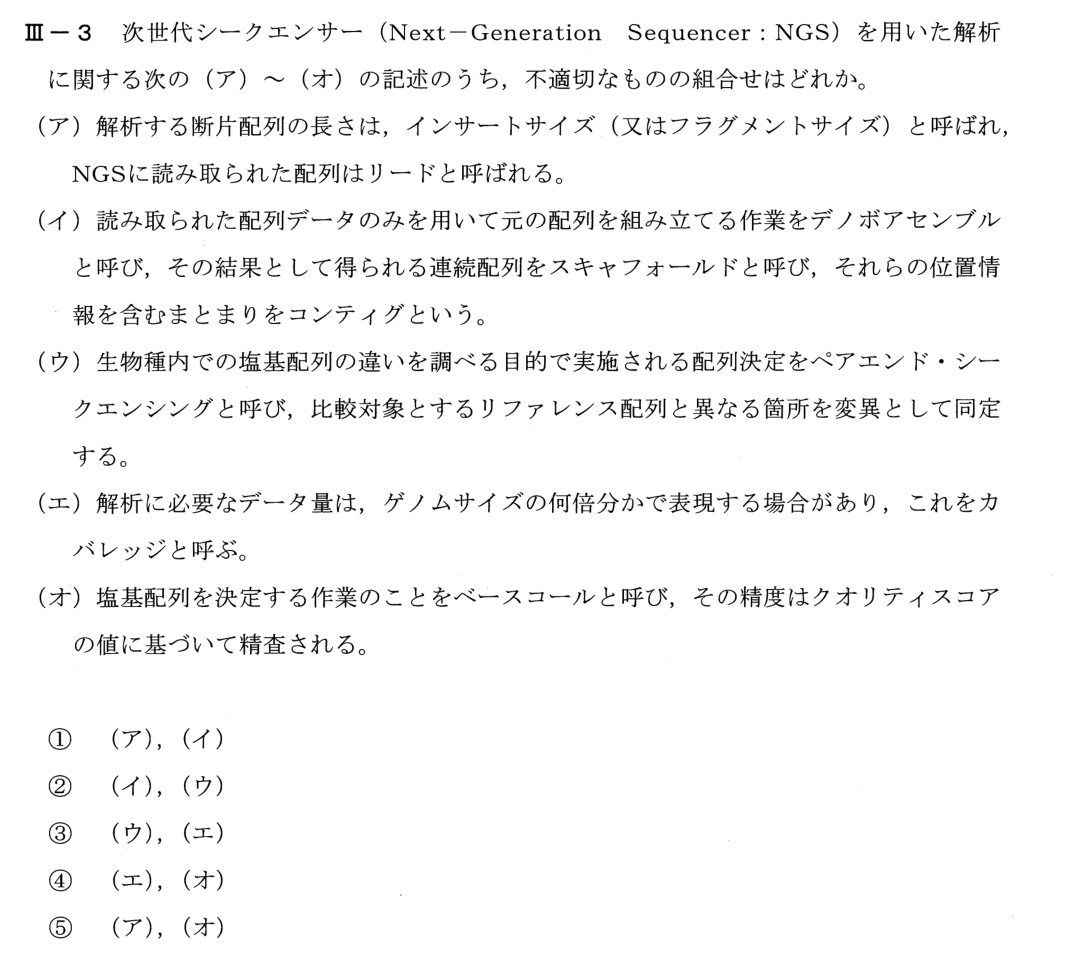 Ⅲ－３　次世代シークエンサー（Next－Generation　Sequencer：NGS）を用いた解析
に関する次の（ア）～（オ）の記述のうち，不適切なものの組合せはどれか。
（ア）解析する断片配列の長さは，インサートサイズ（又はフラグメントサイズ）と呼ばれ，
NGSに読み取られた配列はリードと呼ばれる。
（イ）読み取られた配列データのみを用いて元の配列を組み立てる作業をデノボアセンブル
と呼び，その結果として得られる連続配列をスキャフォールドと呼び，それらの位置情
報を含むまとまりをコンティグという。
（ウ）生物種内での塩基配列の違いを調べる目的で実施される配列決定をペアエンド・シー
クエンシングと呼び，比較対象とするリファレンス配列と異なる箇所を変異として同定
する。
（エ）解析に必要なデータ量は，ゲノムサイズの何倍分かで表現する場合があり，これをカ
バレッジと呼ぶ。
（オ）塩基配列を決定する作業のことをベースコールと呼び，その精度はクオリティスコア
の値に基づいて精査される。
①　（ア），（イ）
②　（イ），（ウ）
③　（ウ），（エ）
④　（エ），（オ）
⑤　（ア），（オ）